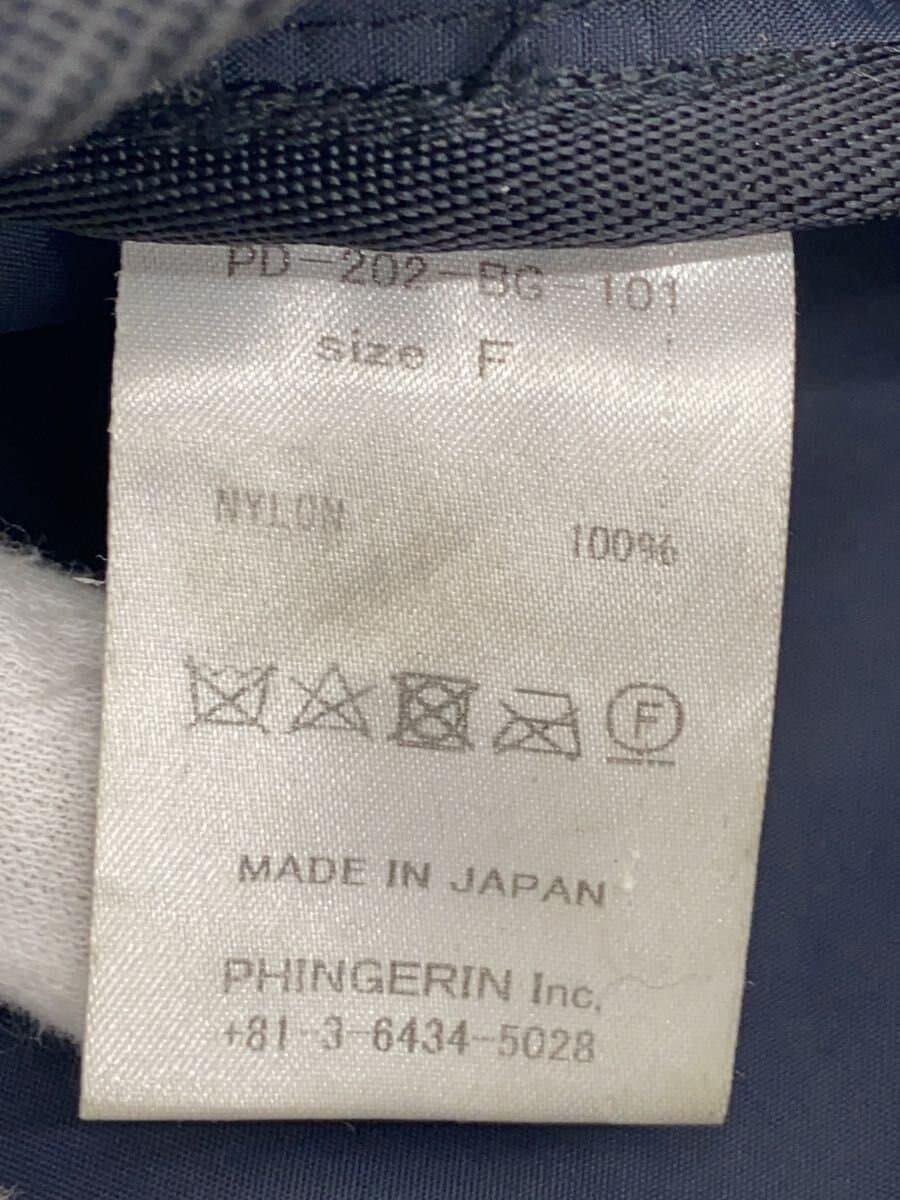 PD-202-BG-101
size F
NYLON 100%
F
MADE IN JAPAN
PHINGERIN Inc.
+81-3-6434-5028